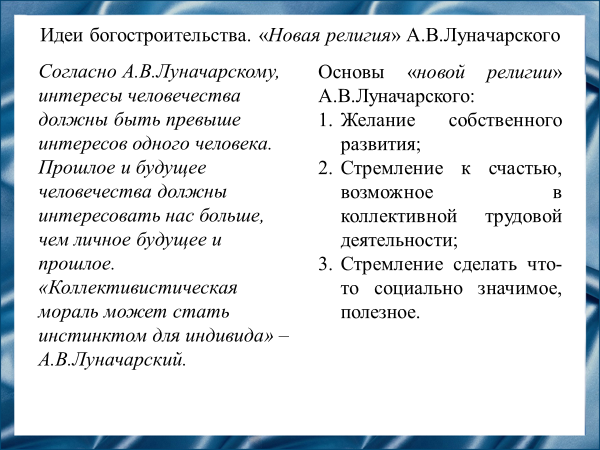 Идеи богостроительства. «Новая религия» А.В.Луначарского
Согласно А.В.Луначарскому,
интересы человечества
должны быть превыше
интересов одного человека.
Прошлое и будущее
человечества должны
интересовать нас больше,
чем личное будущее и
прошлое.
«Коллективистическая
мораль может стать
инстинктом для индивида» –
А.В.Луначарский.
Основы «новой религии»
А.В.Луначарского:
1. Желание собственного
развития;
2. Стремление к счастью,
возможное в
коллективной трудовой
деятельности;
3. Стремление сделать что-
то социально значимое,
полезное.